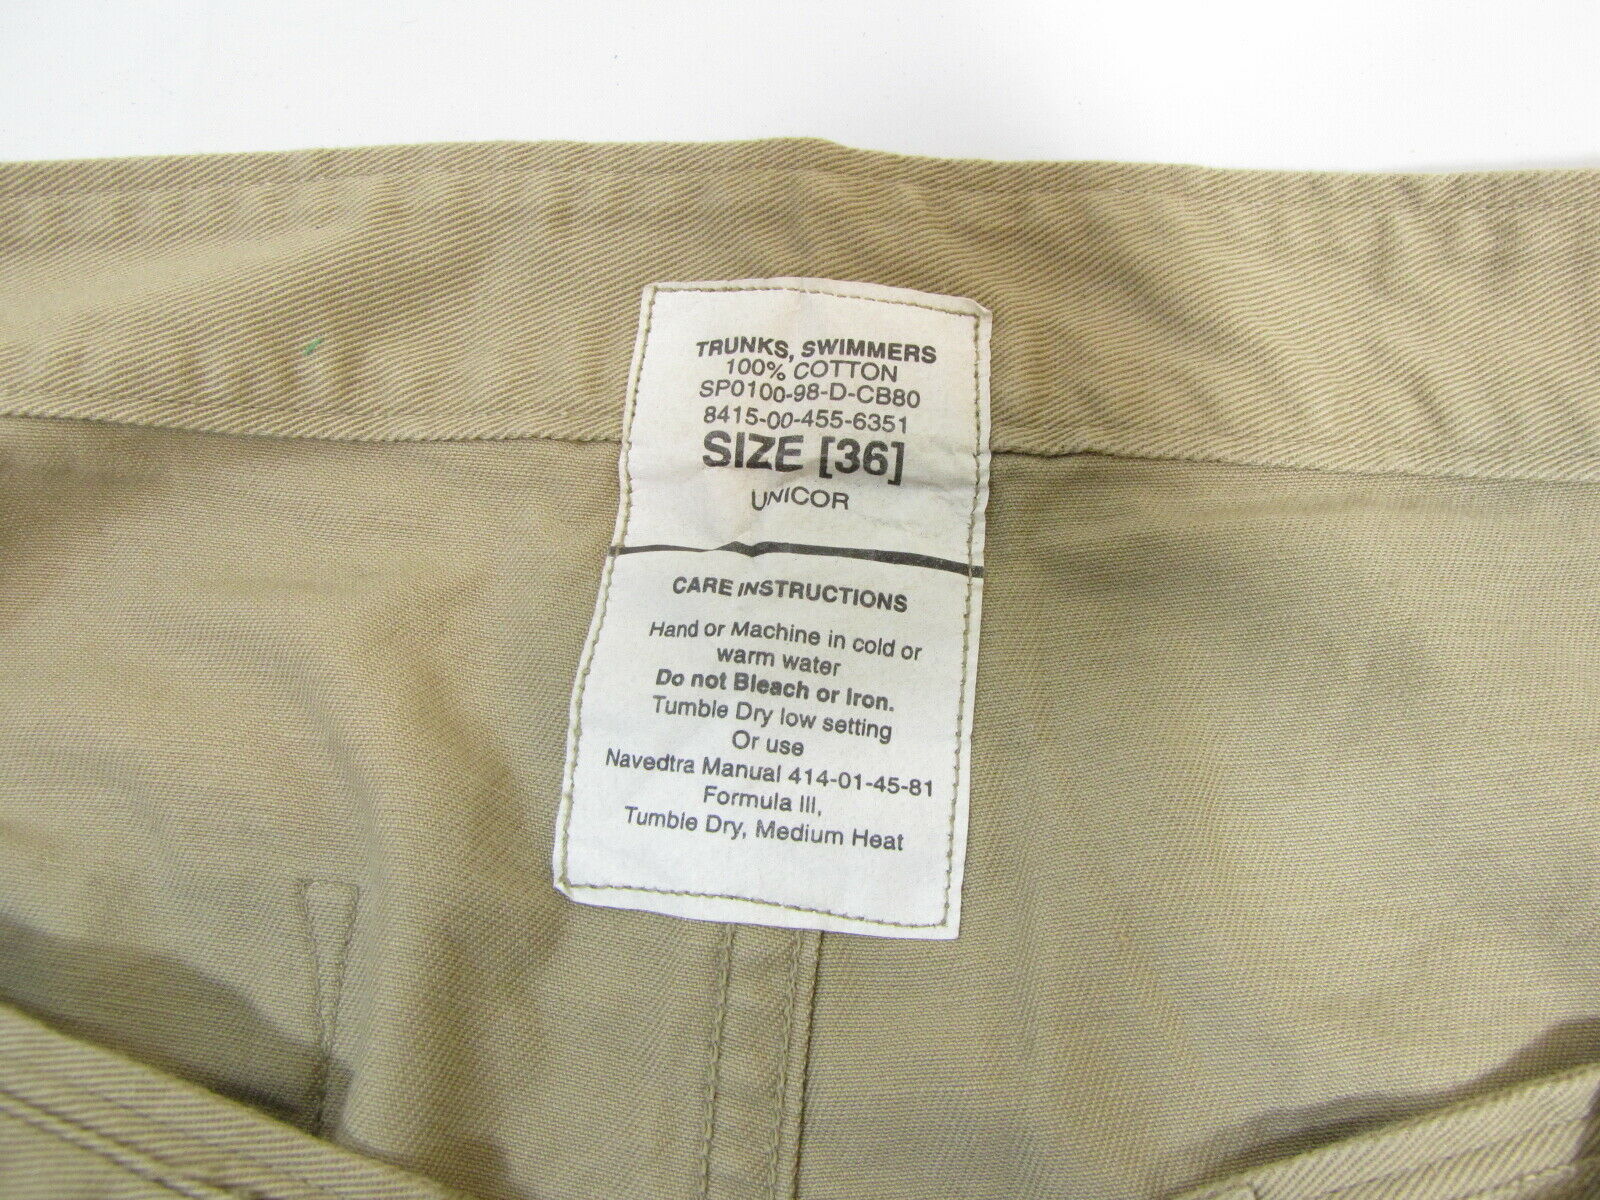 TRUNKS, SWIMMERS
100% COTTON
SP0100-98-D-CB80
8415-00-455-6351
SIZE [36]
UNICOR
CARE INSTRUCTIONS
Hand or Machine in cold or
warm water
Do not Bleach or Iron.
Tumble Dry low setting
Or use
Navedtra Manual 414-01-45-81
Formula III,
Tumble Dry, Medium Heat